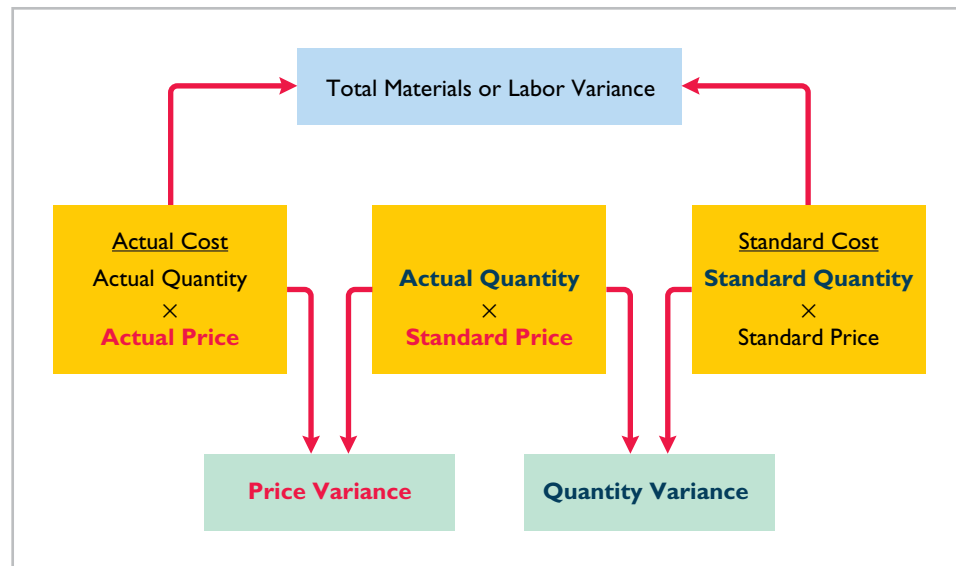 Total Materials or Labor Variance
Actual Cost
Actual Quantity
×
Actual Price
Actual Quantity
×
Standard Price
Standard Cost
Standard Quantity
×
Standard Price
Price Variance
Quantity Variance